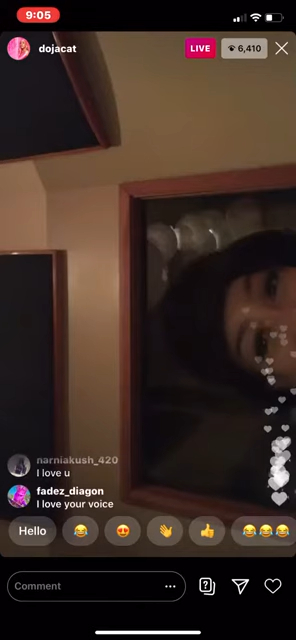 9:05
dojacat LIVE 6,410
narniakush_420
I love u
fadez_diagon
I love your voice
Hello
Comment